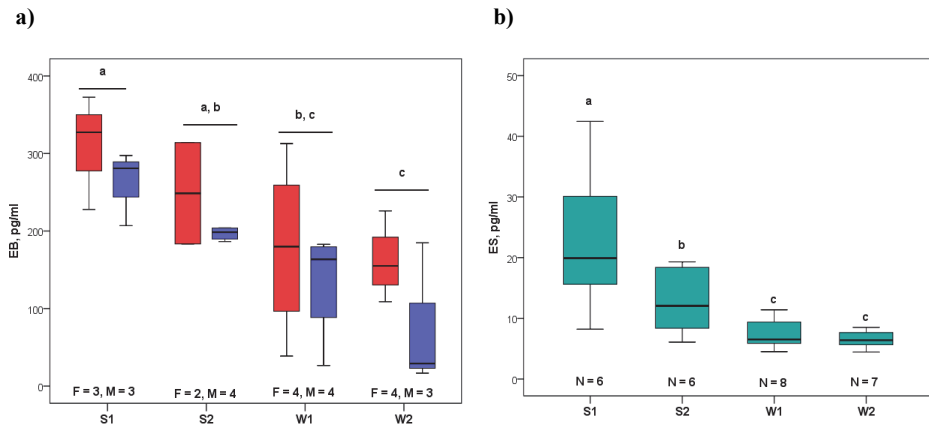 a)
EB, pg/ml
400
300
200
100
0
a
a, b
b, c
c
F = 3, M = 3
F = 2, M = 4
F = 4, M = 4
F = 4, M = 3
S1
S2
W1
W2
b)
ES, pg/ml
50
40
30
20
10
0
a
b
c
c
N = 6
N = 6
N = 8
N = 7
S1
S2
W1
W2